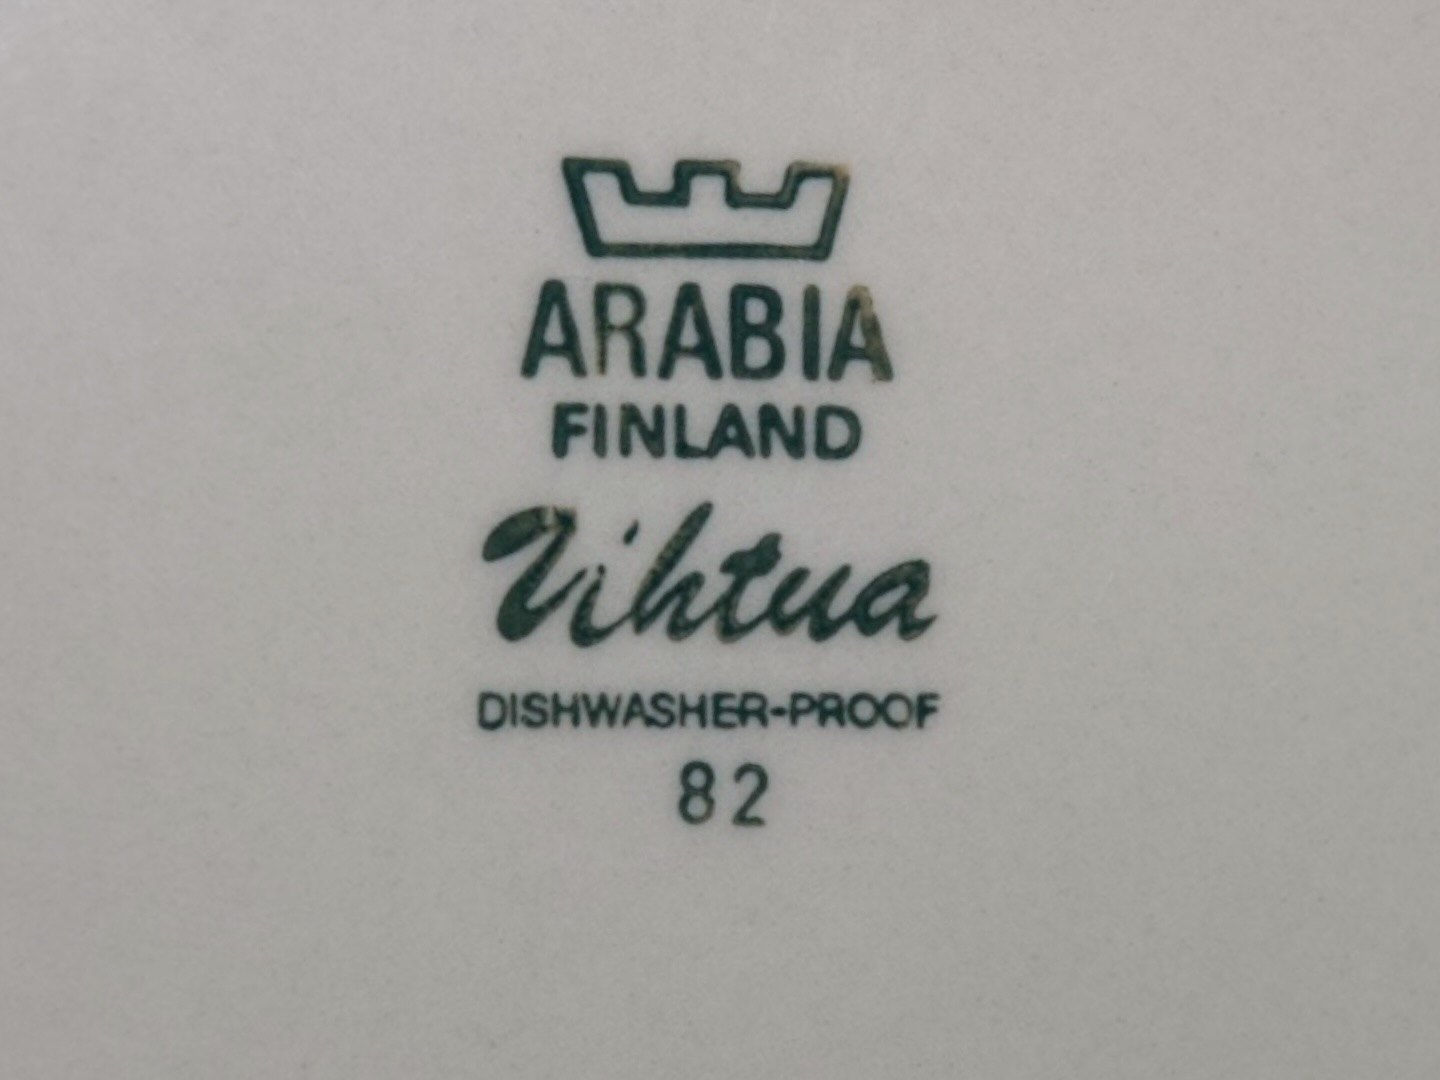 ARABIA
FINLAND
Vihtua
DISHWASHER-PROOF
82